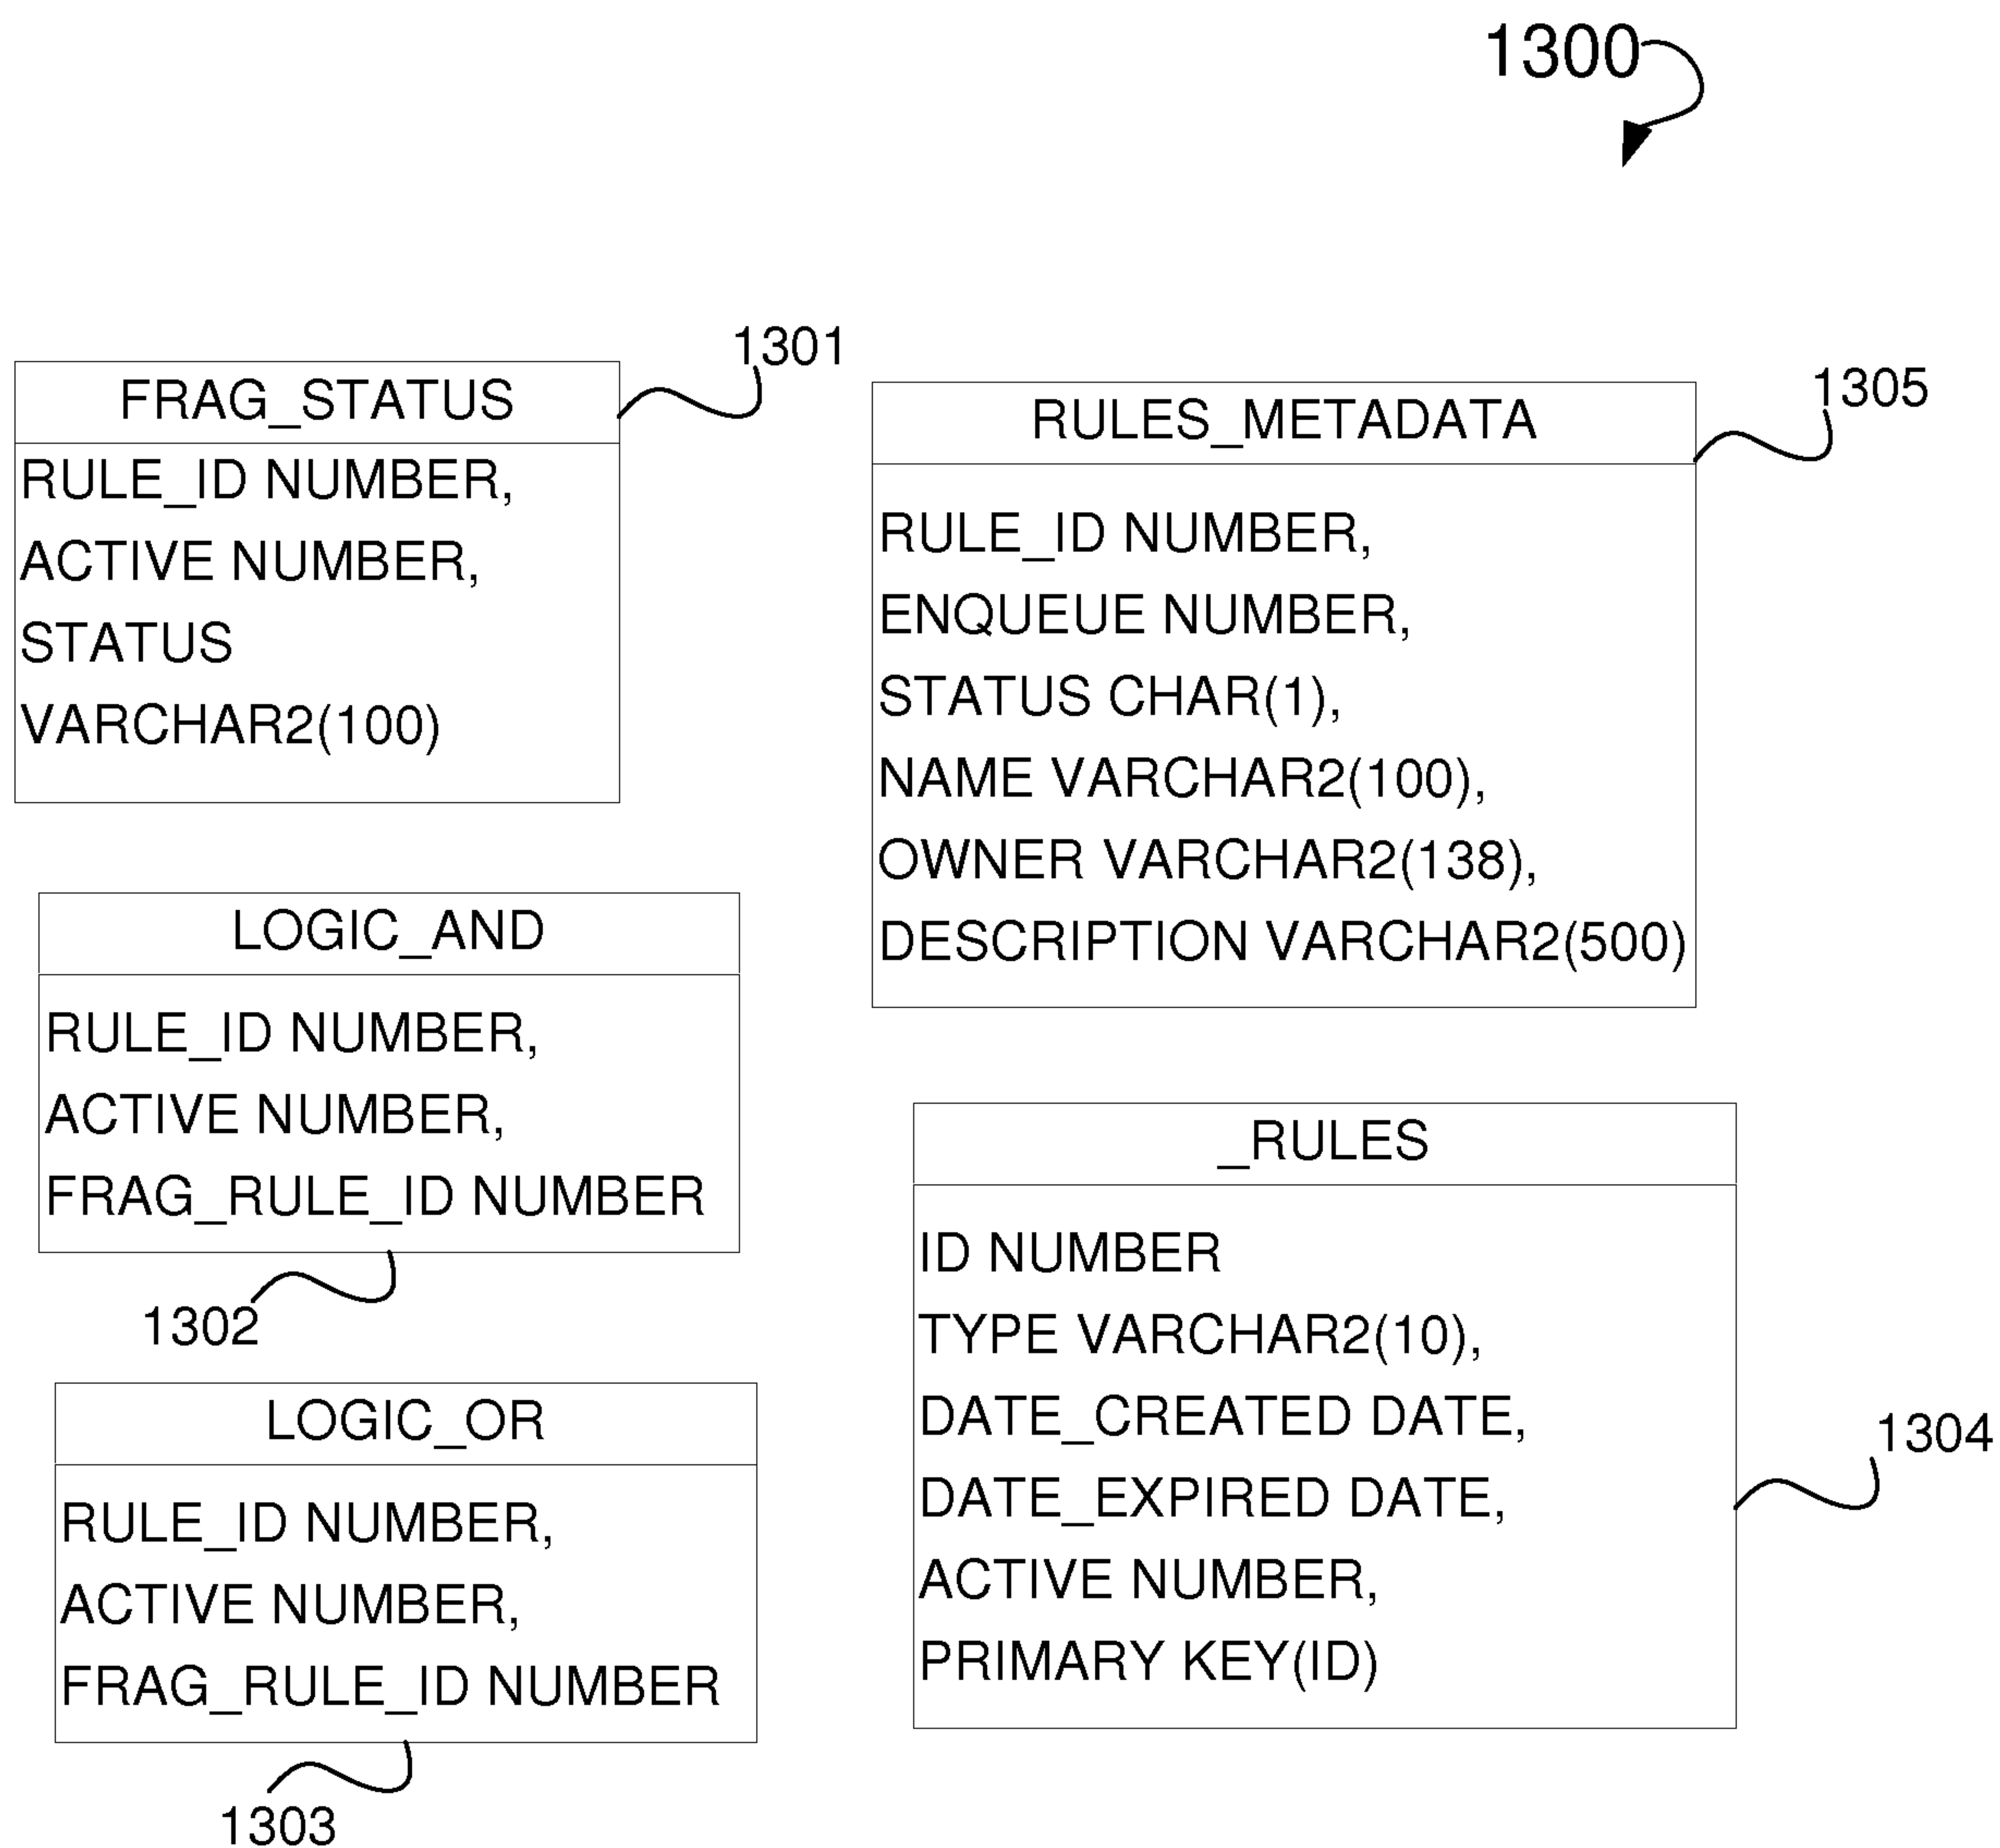 1300
1301
FRAG_STATUS
RULE_ID NUMBER,
ACTIVE NUMBER,
STATUS
VARCHAR2(100)
1305
RULES_METADATA
RULE_ID NUMBER,
ENQUEUE NUMBER,
STATUS CHAR(1),
NAME VARCHAR2(100),
OWNER VARCHAR2(138),
DESCRIPTION VARCHAR2(500)
LOGIC_AND
RULE_ID NUMBER,
ACTIVE NUMBER,
FRAG_RULE_ID NUMBER
1302
LOGIC_OR
RULE_ID NUMBER,
ACTIVE NUMBER,
FRAG_RULE_ID NUMBER
1303
_RULES
ID NUMBER
TYPE VARCHAR2(10),
DATE_CREATED DATE,
DATE_EXPIRED DATE,
ACTIVE NUMBER,
PRIMARY KEY(ID)
1304